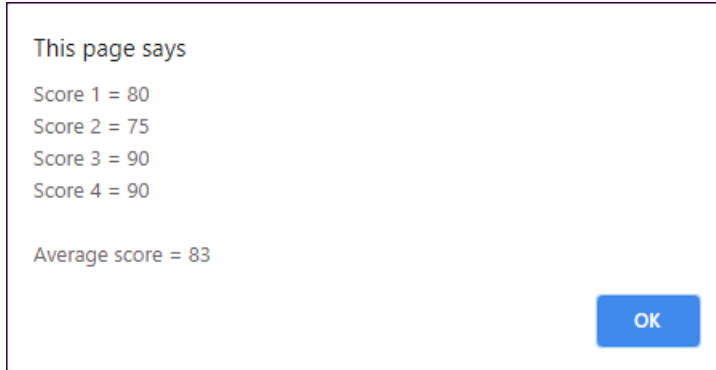 This page says
Score 1 = 80
Score 2 = 75
Score 3 = 90
Score 4 = 90
Average score = 83
OK